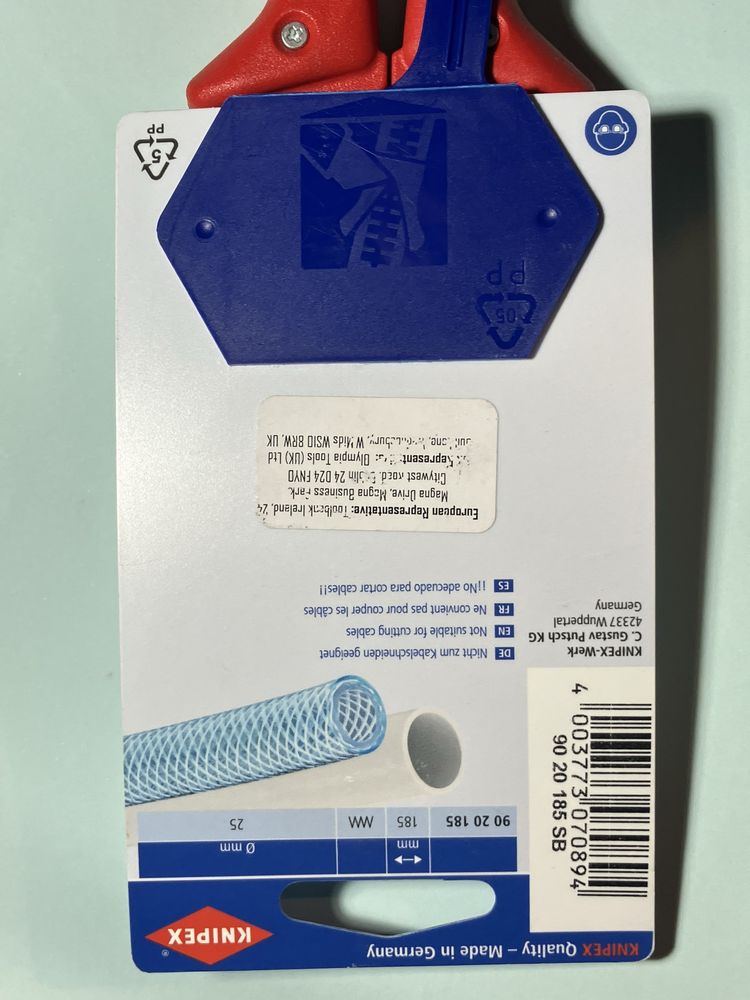 KNIPEX Quality – Made in Germany
KNIPEX
®
mm
Ø mm
90 20 185
185
25
4 003773 070894
90 20 185 SB
KNIPEX-Werk
C. Gustav Putsch KG
42337 Wuppertal
Germany
DE Nicht zum Kabelschneiden geeignet
EN Not suitable for cutting cables
FR Ne convient pas pour couper les câbles
ES ¡¡No adecuado para cortar cables!!
European Representative: Toolbank Ireland, 24
Magna Drive, Magna Business Park,
Citywest Road, Dublin 24 D24 FNY0
Represent Olympia Tools (UK) Ltd
W Mids WS10 8RW, UK
05
PP
5
PP